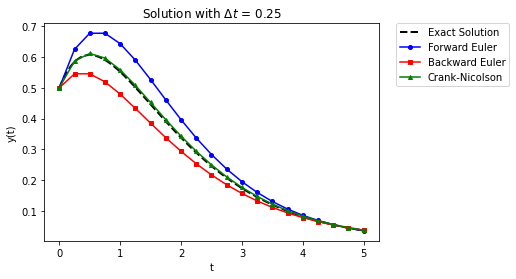 Solution with Δt = 0.25
0.7
0.6
0.5
0.4
0.3
0.2
0.1
y(t)
0
1
2
3
4
5
t
Exact Solution
Forward Euler
Backward Euler
Crank-Nicolson